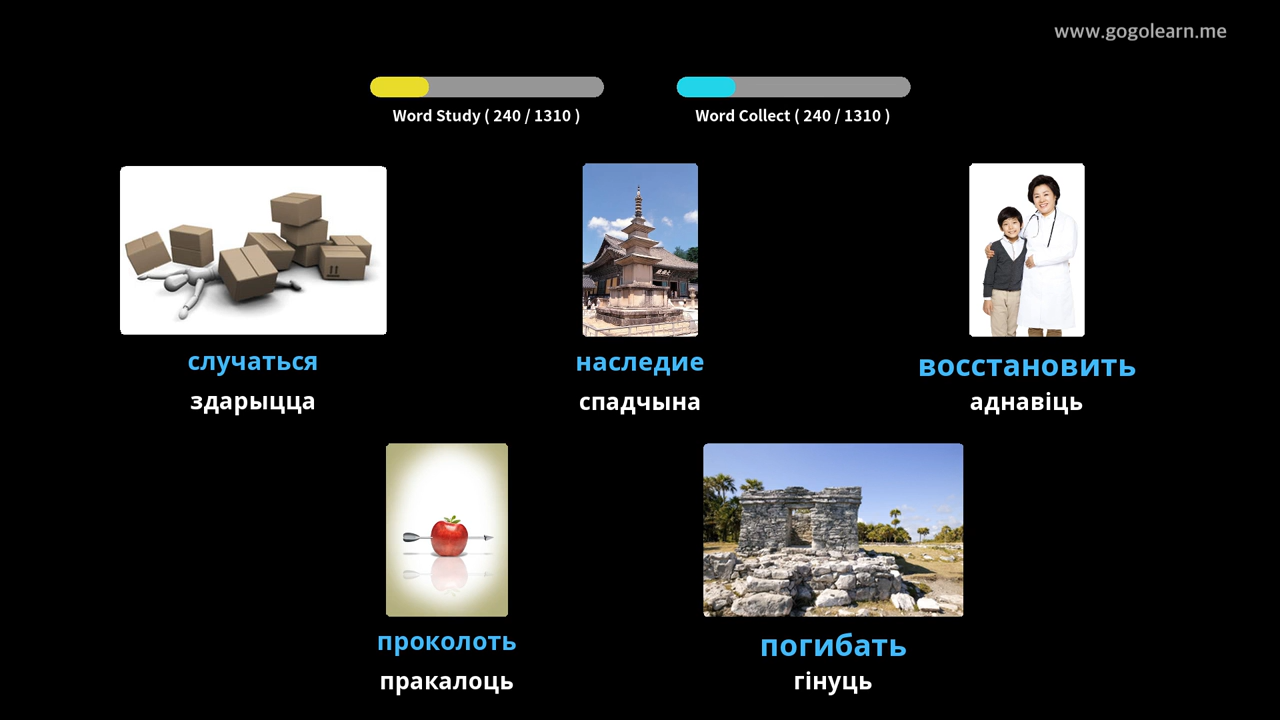 www.gogolearn.me
Word Study ( 240 / 1310 )
Word Collect ( 240 / 1310 )
случаться
здарыцца
наследие
спадчына
восстановить
аднавіць
проколоть
пракалоць
погибать
гінуць